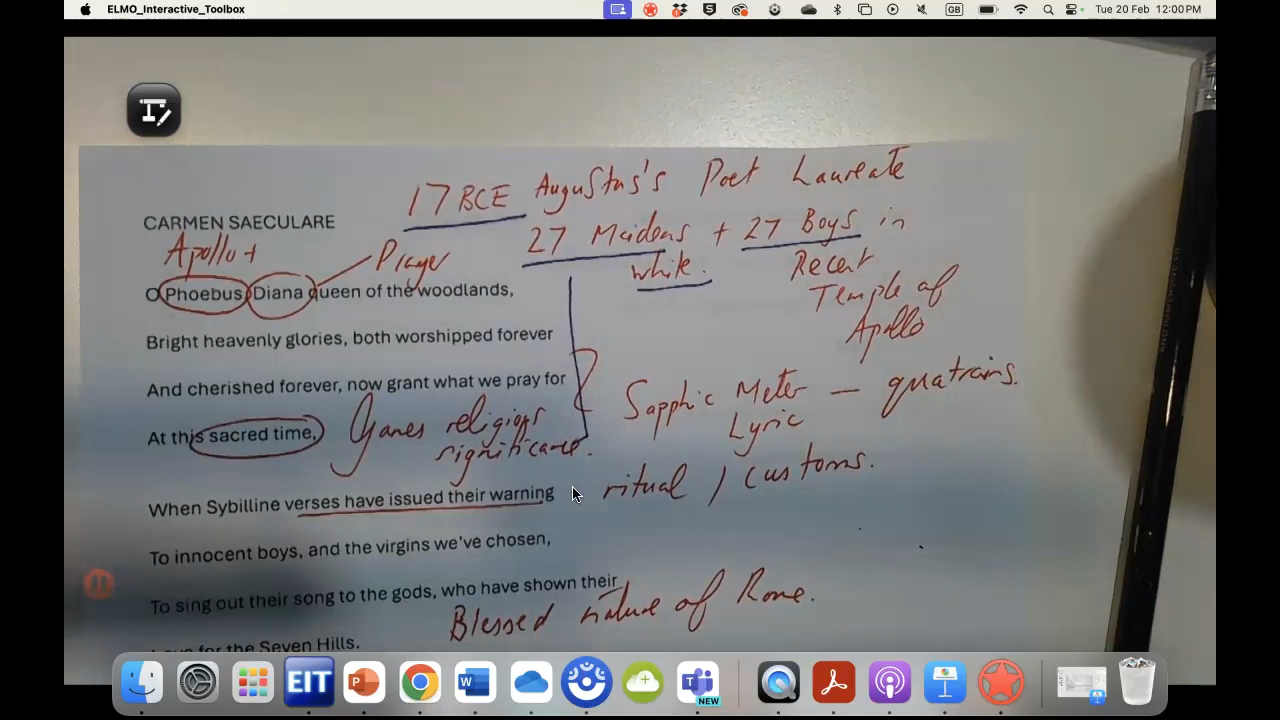 ELMO_Interactive_Toolbox
GB
Tue 20 Feb 12:00PM
17 BCE Augustus's Poet Laureate
CARMEN SAECULARE
27 Maidens + 27 Boys in
white.
Recent
Temple of
Apollo
Apollo +
Prayer
O Phoebus, Diana queen of the woodlands,
Bright heavenly glories, both worshipped forever
And cherished forever, now grant what we pray for
At this sacred time,
Games religious
significance.
Sapphic Meter — quatrains.
Lyric
When Sybilline verses have issued their warning
ritual / customs.
To innocent boys, and the virgins we've chosen,
To sing out their song to the gods, who have shown their
Blessed nature of Rome.
for the Seven Hills.
EIT
P
W
T
NEW